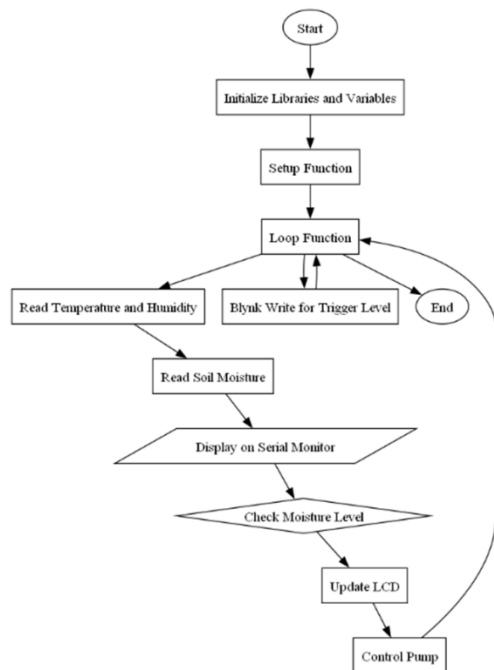 Start
Initialize Libraries and Variables
Setup Function
Loop Function
Read Temperature and Humidity
Blynk Write for Trigger Level
End
Read Soil Moisture
Display on Serial Monitor
Check Moisture Level
Update LCD
Control Pump